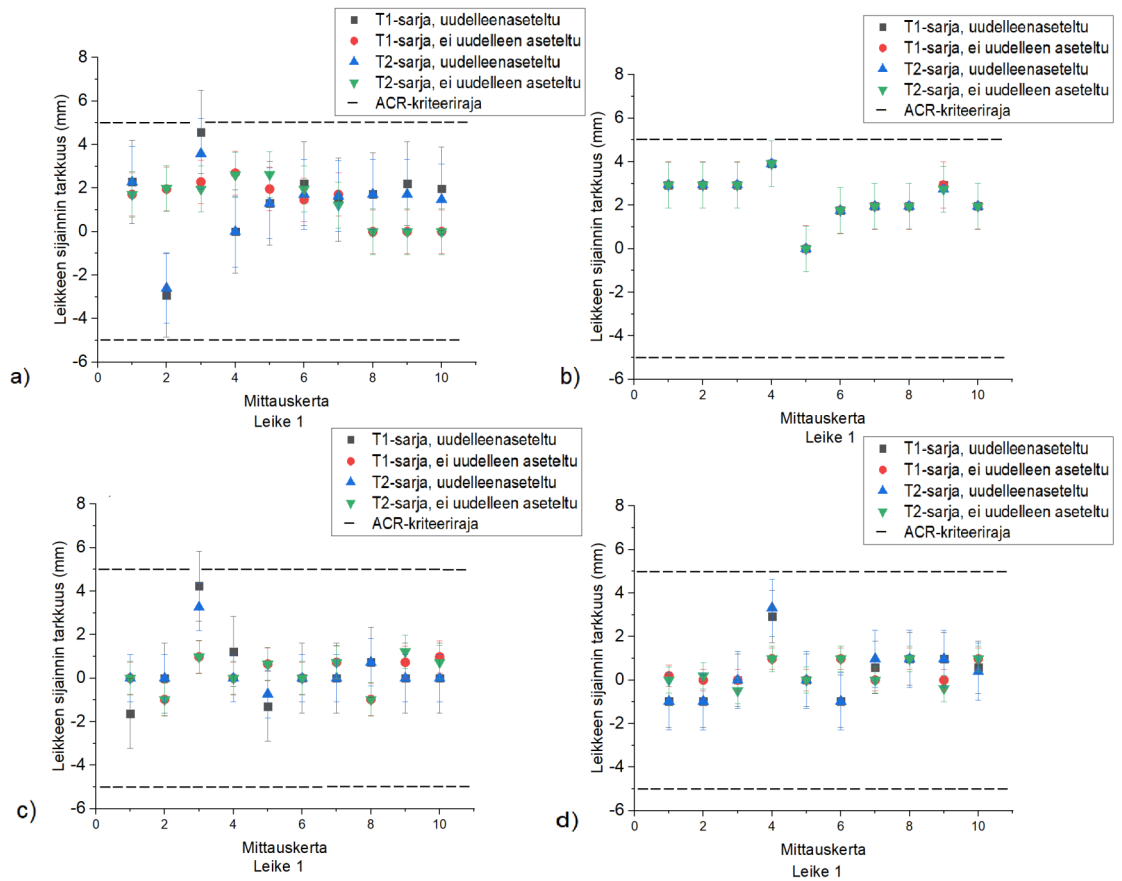 T1-sarja, uudelleenaseteltu
T1-sarja, ei uudelleen aseteltu
T2-sarja, uudelleenaseteltu
T2-sarja, ei uudelleen aseteltu
ACR-kriteeriraja
Leikkeen sijainnin tarkkuus (mm)
8
6
4
2
0
-2
-4
-6
0
2
4
6
8
10
Mittauskerta
Leike 1
a)
T1-sarja, uudelleenaseteltu
T1-sarja, ei uudelleen aseteltu
T2-sarja, uudelleenaseteltu
T2-sarja, ei uudelleen aseteltu
ACR-kriteeriraja
Leikkeen sijainnin tarkkuus (mm)
8
6
4
2
0
-2
-4
-6
0
2
4
6
8
10
Mittauskerta
Leike 1
b)
T1-sarja, uudelleenaseteltu
T1-sarja, ei uudelleen aseteltu
T2-sarja, uudelleenaseteltu
T2-sarja, ei uudelleen aseteltu
ACR-kriteeriraja
Leikkeen sijainnin tarkkuus (mm)
8
6
4
2
0
-2
-4
-6
0
2
4
6
8
10
Mittauskerta
Leike 1
c)
T1-sarja, uudelleenaseteltu
T1-sarja, ei uudelleen aseteltu
T2-sarja, uudelleenaseteltu
T2-sarja, ei uudelleen aseteltu
ACR-kriteeriraja
Leikkeen sijainnin tarkkuus (mm)
8
6
4
2
0
-2
-4
-6
0
2
4
6
8
10
Mittauskerta
Leike 1
d)